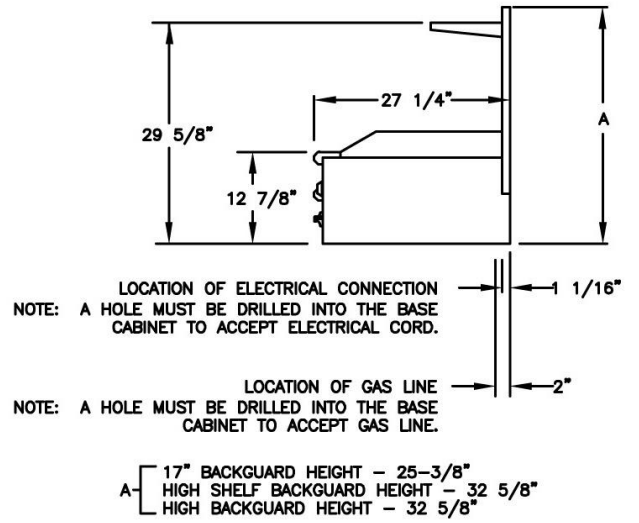 27 1/4"
29 5/8"
A
12 7/8"
LOCATION OF ELECTRICAL CONNECTION
1 1/16"
NOTE: A HOLE MUST BE DRILLED INTO THE BASE
CABINET TO ACCEPT ELECTRICAL CORD.
LOCATION OF GAS LINE
2"
NOTE: A HOLE MUST BE DRILLED INTO THE BASE
CABINET TO ACCEPT GAS LINE.
17" BACKGUARD HEIGHT – 25–3/8"
A- HIGH SHELF BACKGUARD HEIGHT – 32 5/8"
HIGH BACKGUARD HEIGHT – 32 5/8"